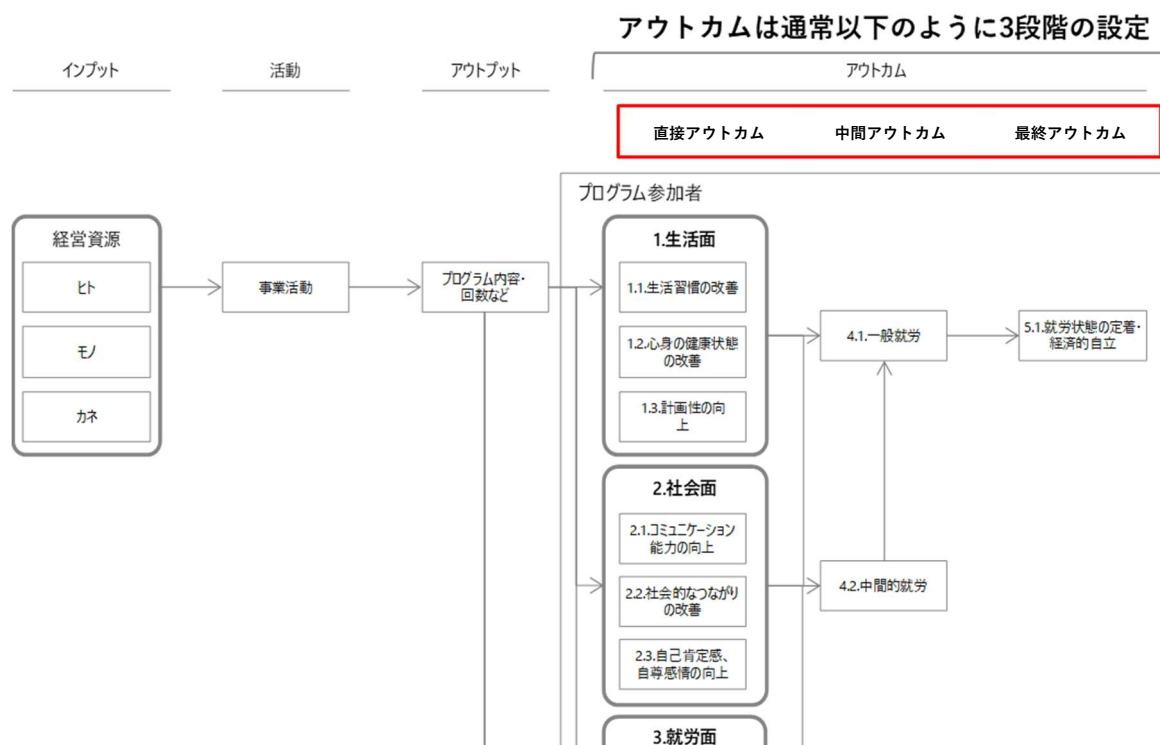 アウトカムは通常以下のように3段階の設定
インプット
活動
アウトプット
アウトカム
直接アウトカム
中間アウトカム
最終アウトカム
プログラム参加者
経営資源
ヒト
モノ
カネ
事業活動
プログラム内容・
回数など
1.生活面
1.1.生活習慣の改善
1.2.心身の健康状態
の改善
1.3.計画性の向
上
4.1.一般就労
5.1.就労状態の定着・
経済的自立
2.社会面
2.1.コミュニケーション
能力の向上
2.2.社会的なつながり
の改善
2.3.自己肯定感、
自尊感情の向上
4.2.中間的就労
3.就労面